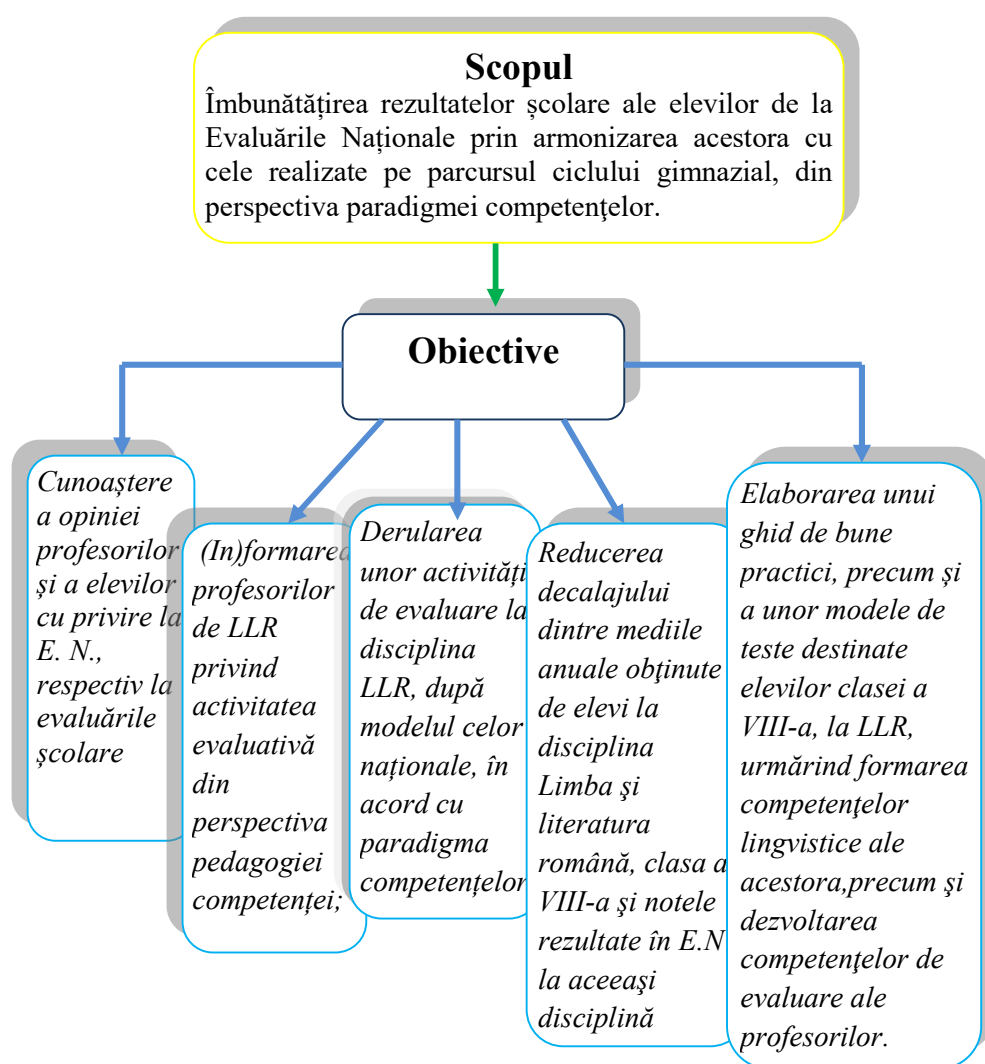 Scopul
Îmbunătățirea rezultatelor școlare ale elevilor de la
Evaluările Naționale prin armonizarea acestora cu
cele realizate pe parcursul ciclului gimnazial, din
perspectiva paradigmei competenţelor.
Obiective
Cunoaștere
a opiniei
profesorilor
și a elevilor
cu privire la
E. N.,
respectiv la
evaluările
școlare
(In)formarea
profesorilor
de LLR
privind
activitatea
evaluativă
din
perspectiva
pedagogiei
competenței;
Derularea
unor activități
de evaluare la
disciplina
LLR, după
modelul celor
naționale, în
acord cu
paradigma
competențelor
Reducerea
decalajului
dintre mediile
anuale obţinute
de elevi la
disciplina
Limba şi
literatura
română, clasa a
VIII-a şi notele
rezultate în E.N
la aceeaşi
disciplină
Elaborarea unui
ghid de bune
practici, precum și
a unor modele de
teste destinate
elevilor clasei a
VIII-a, la LLR,
urmărind formarea
competenţelor
lingvistice ale
acestora,precum şi
dezvoltarea
competenţelor de
evaluare ale
profesorilor.